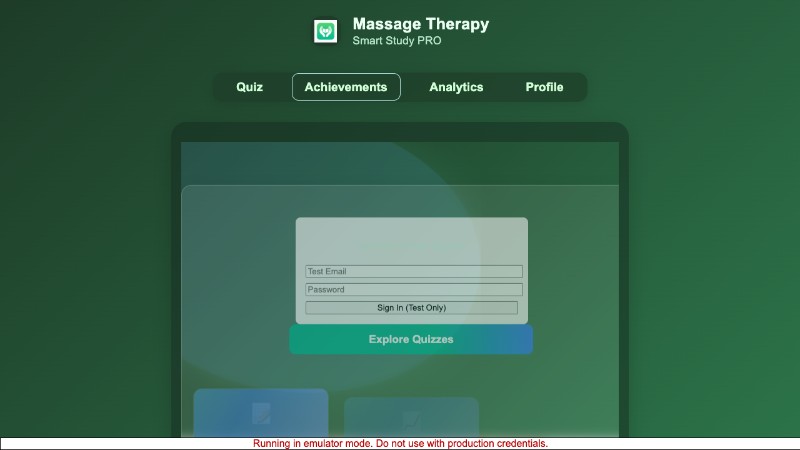 Massage Therapy
Smart Study PRO
Quiz
Achievements
Analytics
Profile
Test Email
Password
Sign In (Test Only)
Explore Quizzes
Running in emulator mode. Do not use with production credentials.